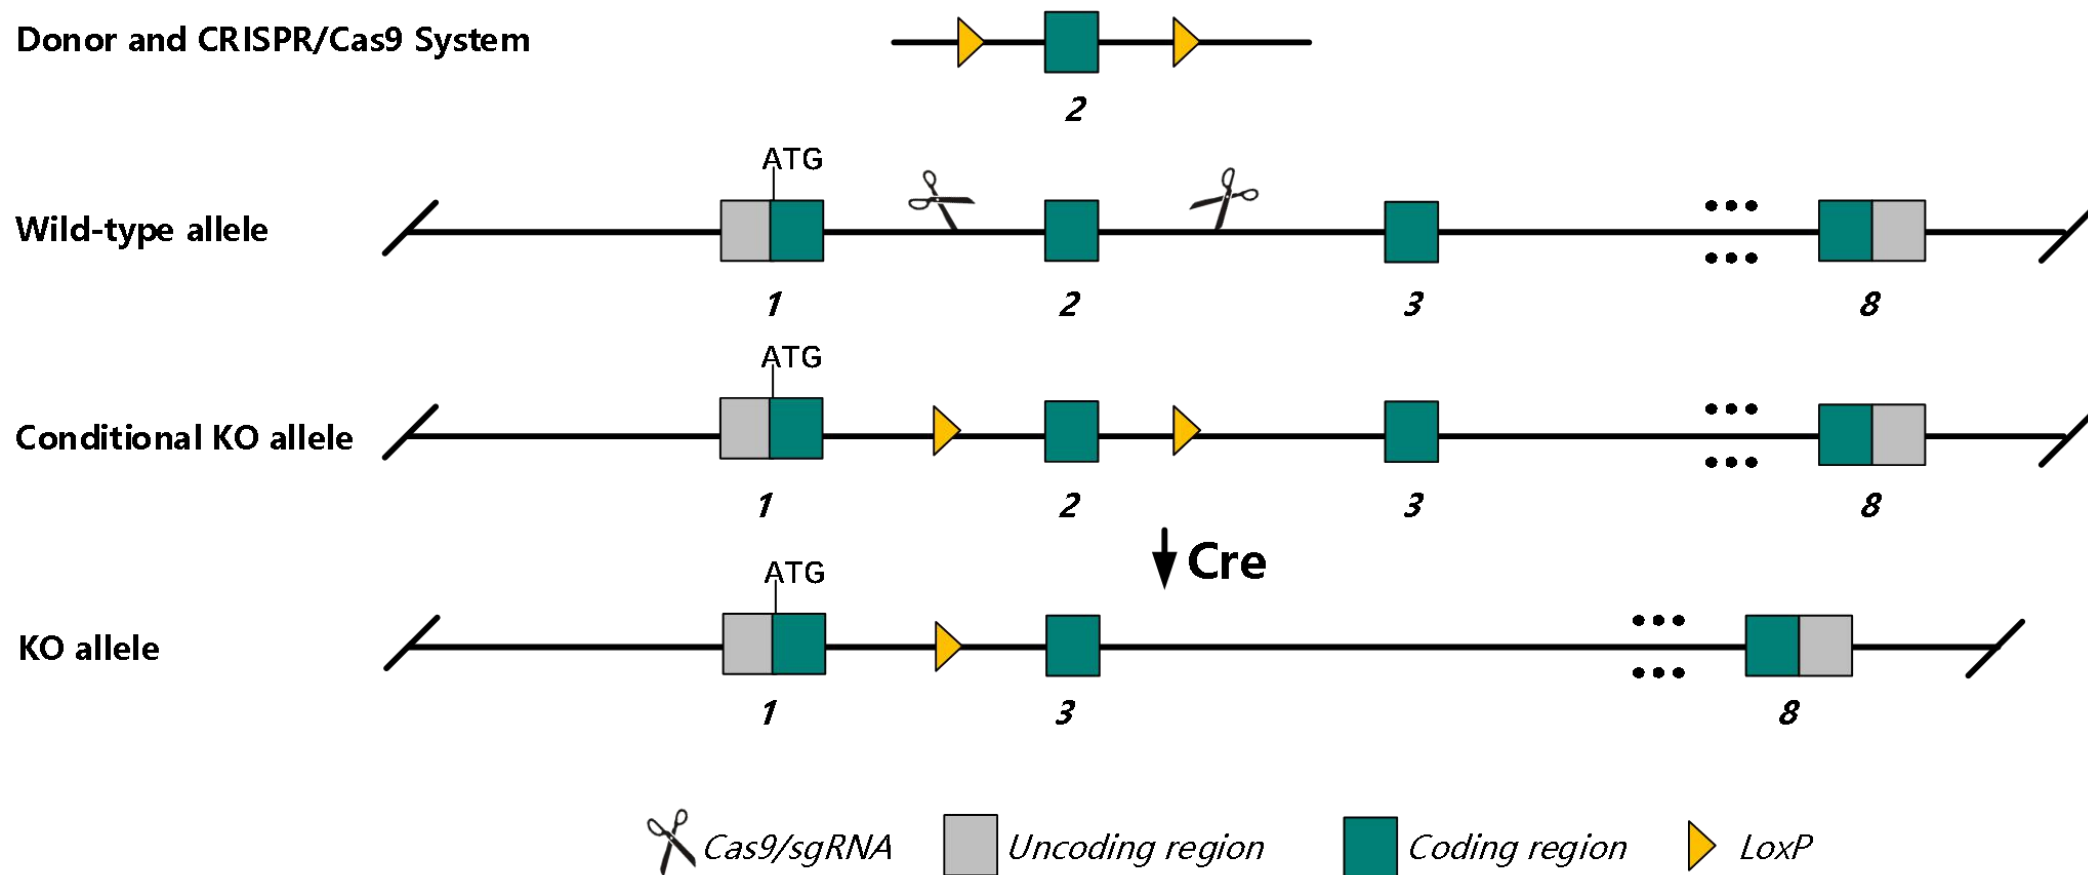 Donor and CRISPR/Cas9 System
2
ATG
Wild-type allele
1 2 3 8
ATG
Conditional KO allele
1 2 3 8
Cre
ATG
KO allele
1 3 8
Cas9/sgRNA Uncoding region Coding region LoxP